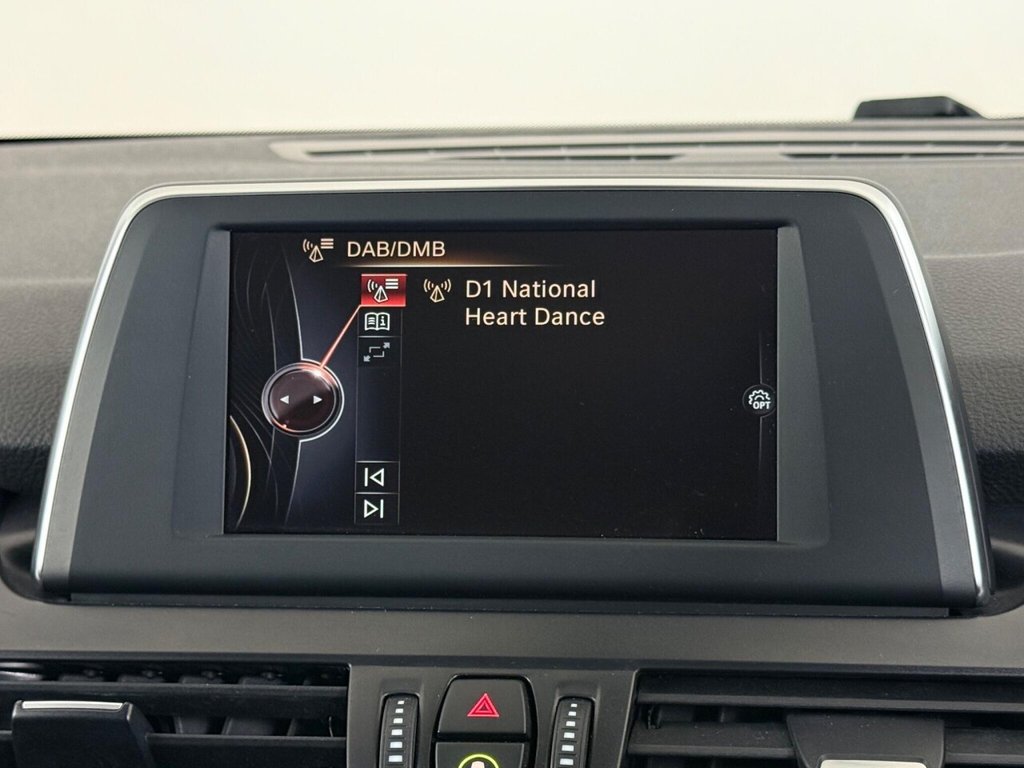 DAB/DMB
D1 National
Heart Dance
OPT